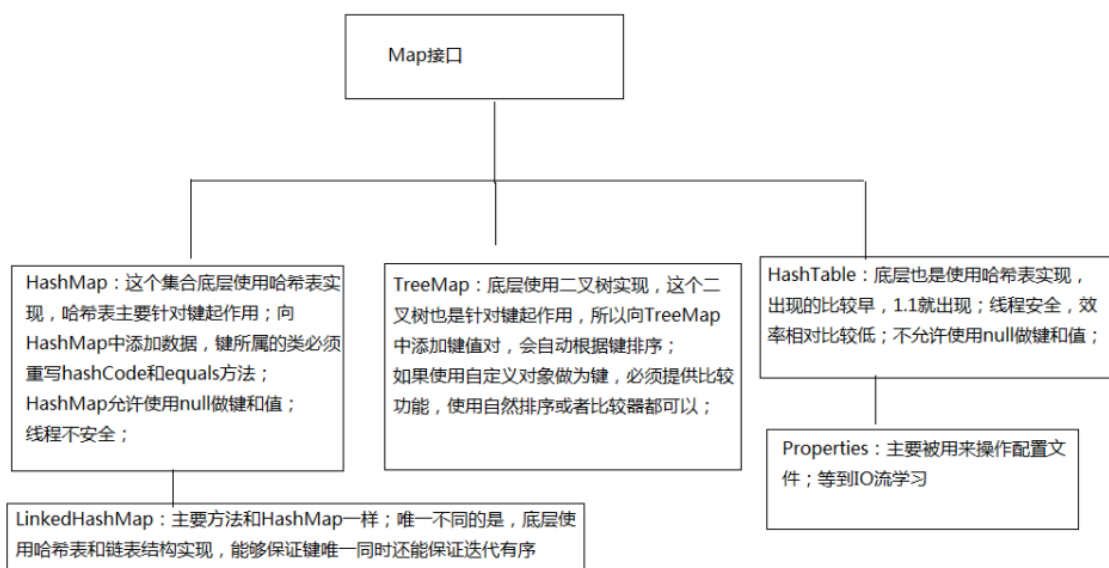 Map接口
HashMap：这个集合底层使用哈希表实
现，哈希表主要针对键起作用；向
HashMap中添加数据，键所属的类必须
重写hashCode和equals方法；
HashMap允许使用null做键和值；
线程不安全；
TreeMap：底层使用二叉树实现，这个二
叉树也是针对键起作用，所以向TreeMap
中添加键值对，会自动根据键排序；
如果使用自定义对象做为键，必须提供比较
功能，使用自然排序或者比较器都可以；
HashTable：底层也是使用哈希表实现，
出现的比较早，1.1就出现；线程安全，效
率相对比较低；不允许使用null做键和值；
Properties：主要被用来操作配置文
件；等到IO流学习
LinkedHashMap：主要方法和HashMap一样；唯一不同的是，底层使
用哈希表和链表结构实现，能够保证键唯一同时还能保证迭代有序